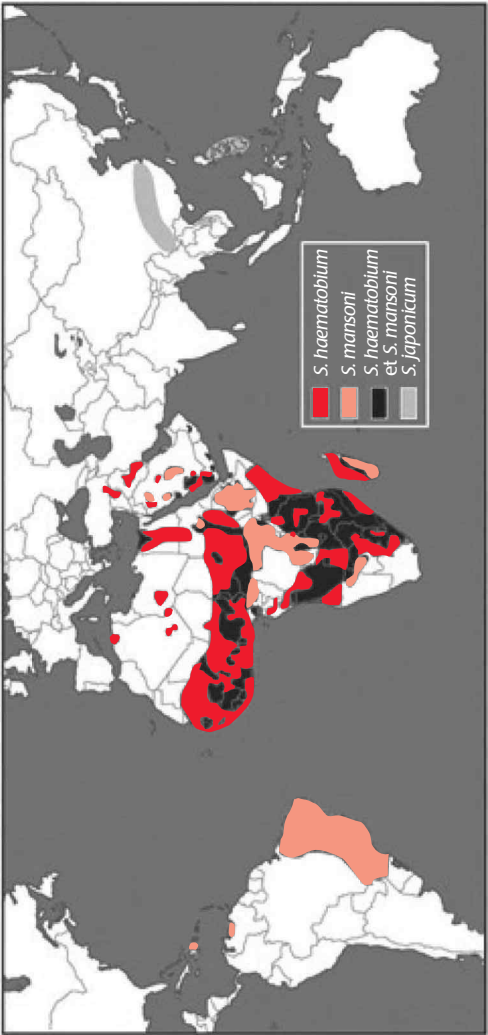 S. haematobium
S. mansoni
S. haematobium
et S. mansoni
S. japonicum